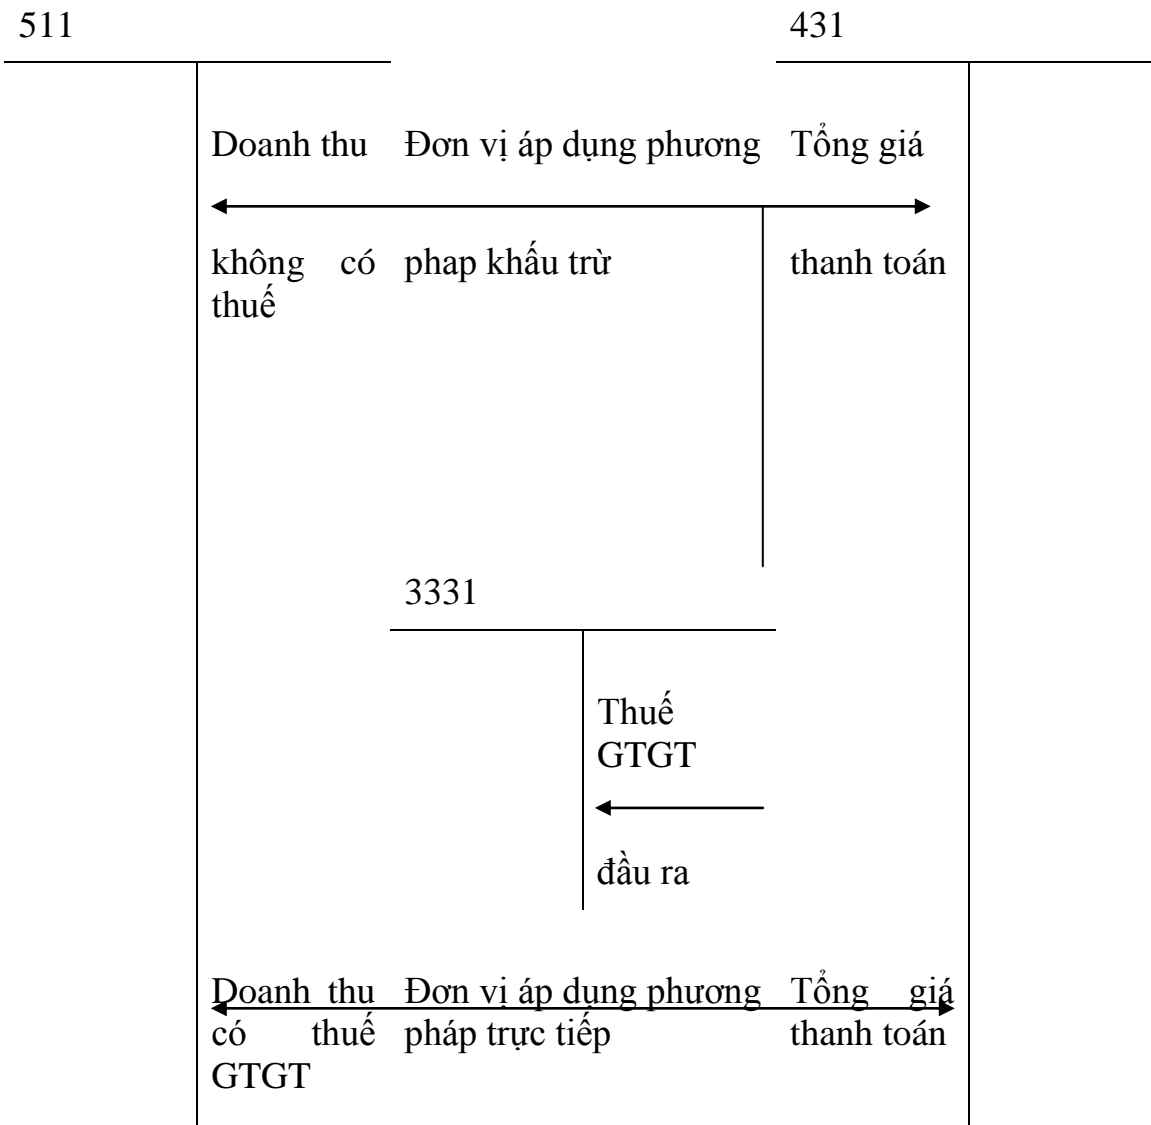 511
431
Doanh thu
Đơn vị áp dụng phương
Tổng giá
không có
phap khấu trừ
thanh toán
thuế
3331
Thuế
GTGT
đầu ra
Doanh thu
Đơn vị áp dụng phương
Tổng giá
có thuế
pháp trực tiếp
thanh toán
GTGT